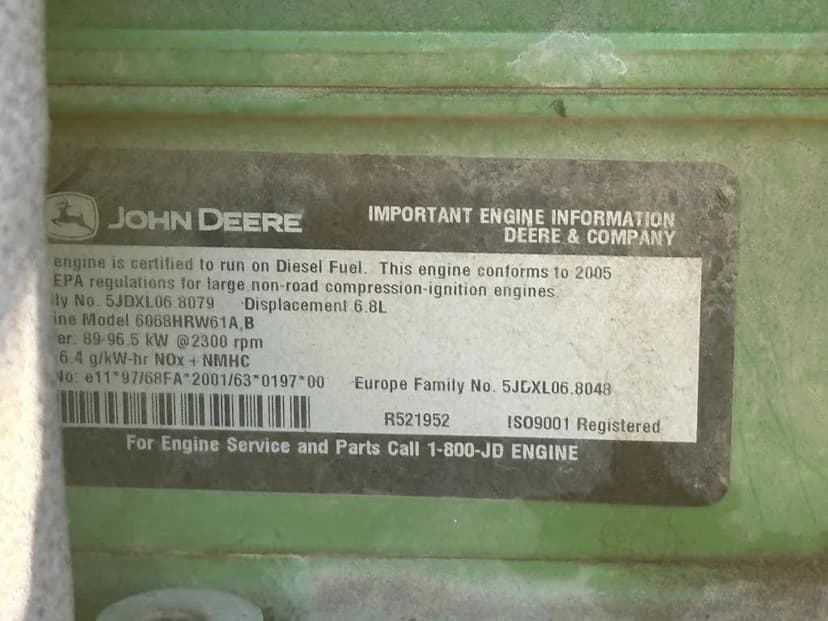 JOHN DEERE
IMPORTANT ENGINE INFORMATION
DEERE & COMPANY
engine is certified to run on Diesel Fuel. This engine conforms to 2005
EPA regulations for large non-road compression-ignition engines.
ly No. 5JDXL06.8079 Displacement 6.8L
ine Model 6068HRW61A,B
er: 89-96.5 kW @2300 rpm
6.4 g/kW-hr NOx + NMHC
No: e11*97/68FA*2001/63*0197*00 Europe Family No. 5JDXL06.8048
R521952 ISO9001 Registered
For Engine Service and Parts Call 1-800-JD ENGINE